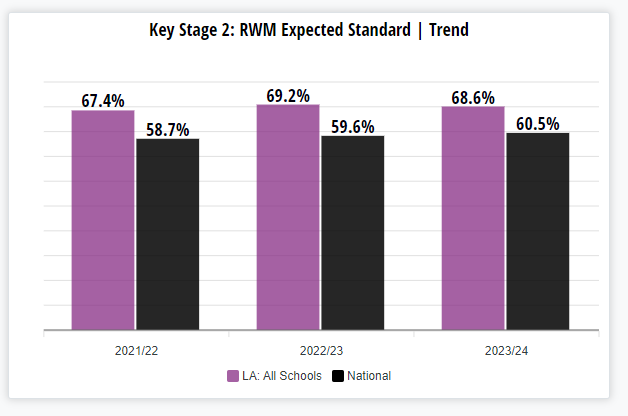 Key Stage 2: RWM Expected Standard | Trend
67.4% 58.7% 69.2% 59.6% 68.6% 60.5%
2021/22 2022/23 2023/24
LA: All Schools National